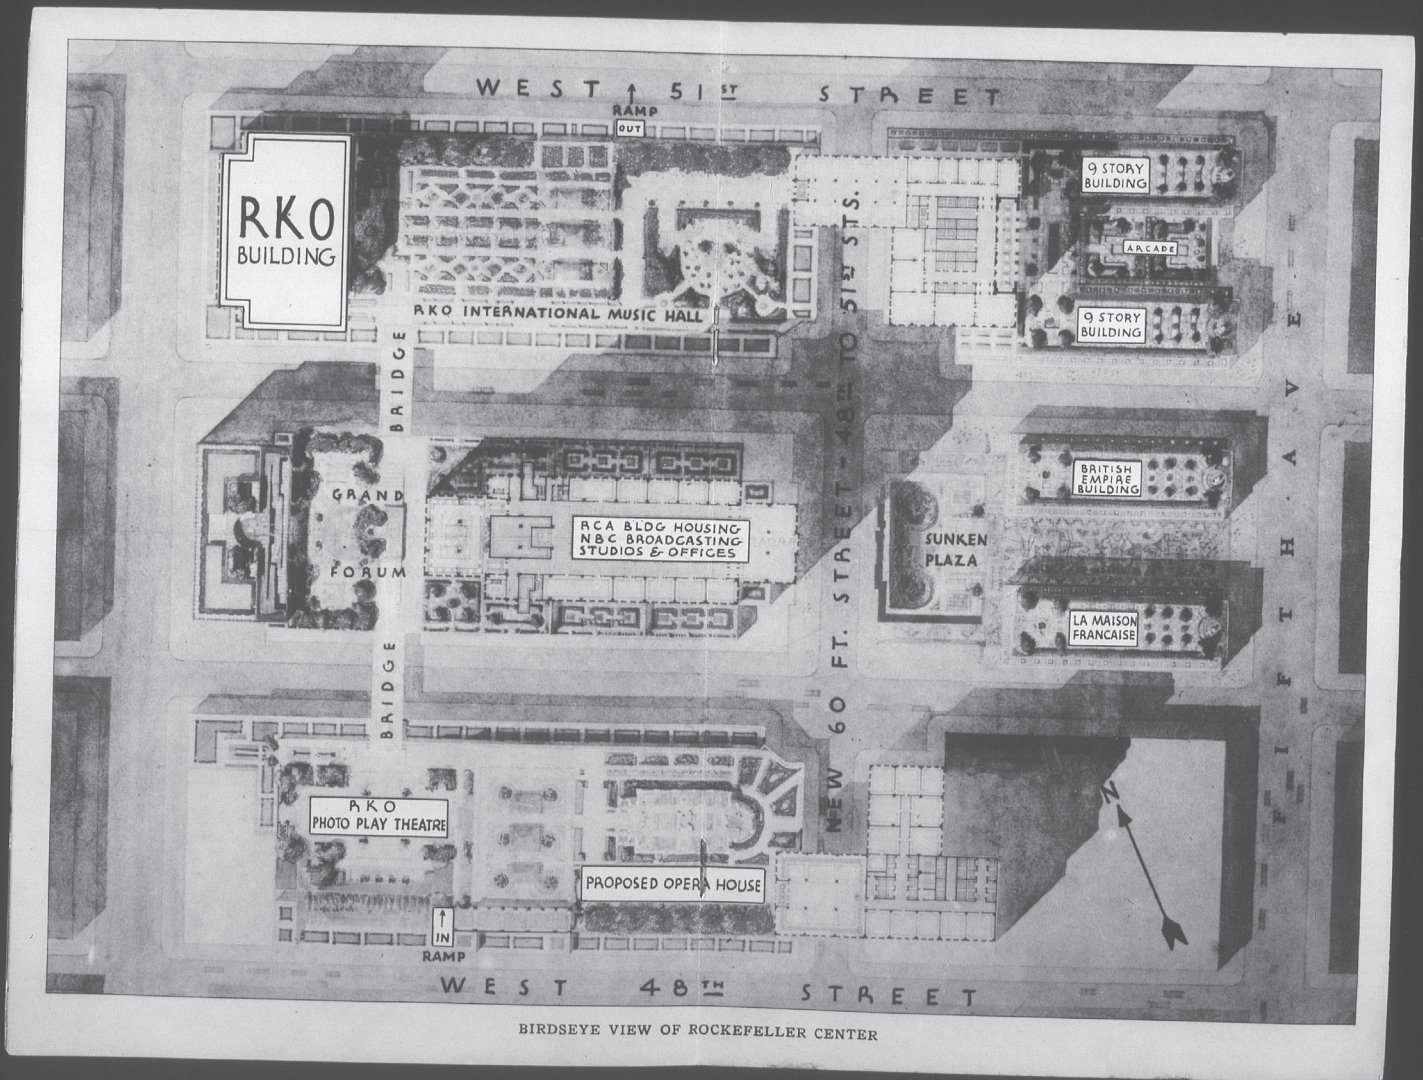 WEST 51ST STREET
RAMP
OUT
RKO
BUILDING
9 STORY
BUILDING
ARCADE
9 STORY
BUILDING
RKO INTERNATIONAL MUSIC HALL
BRIDGE
NEW 60 FT. STREET-48TH TO 51ST STS.
FIFTH AVE
GRAND
FORUM
RCA BLDG HOUSING
NBC BROADCASTING
STUDIOS & OFFICES
SUNKEN
PLAZA
BRITISH
EMPIRE
BUILDING
LA MAISON
FRANCAISE
BRIDGE
RKO
PHOTO PLAY THEATRE
PROPOSED OPERA HOUSE
N
IN
RAMP
WEST 48TH STREET
BIRDSEYE VIEW OF ROCKEFELLER CENTER